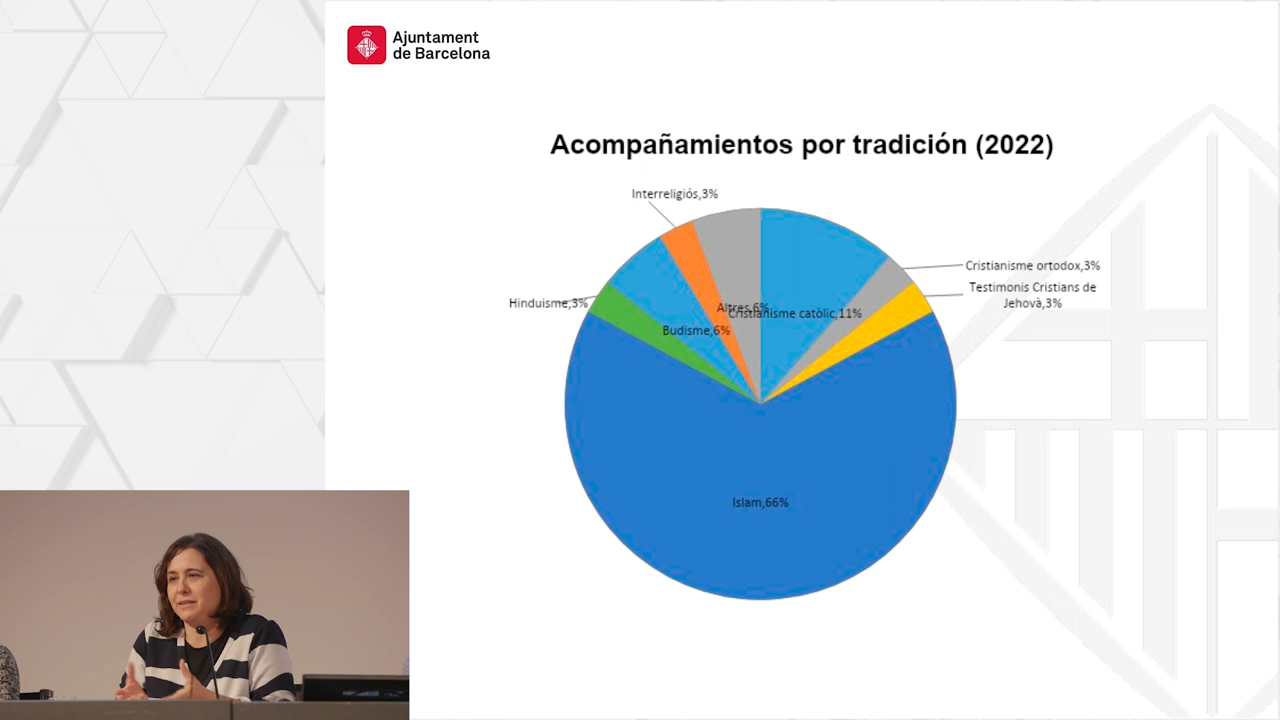 Ajuntament
de Barcelona
Acompañamientos por tradición (2022)
Interreligiós,3%
Cristianisme ortodox,3%
Testimonis Cristians de
Jehovà,3%
Hinduisme,3%
Altres,6%
Cristianisme catòlic,11%
Budisme,6%
Islam,66%